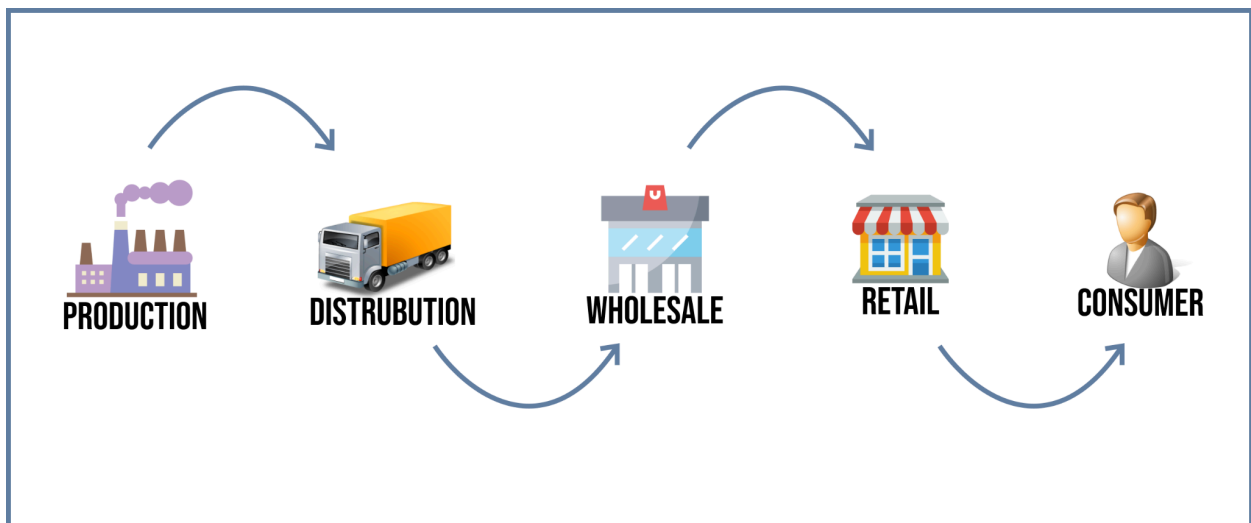 PRODUCTION
DISTRUBUTION
WHOLESALE
RETAIL
CONSUMER